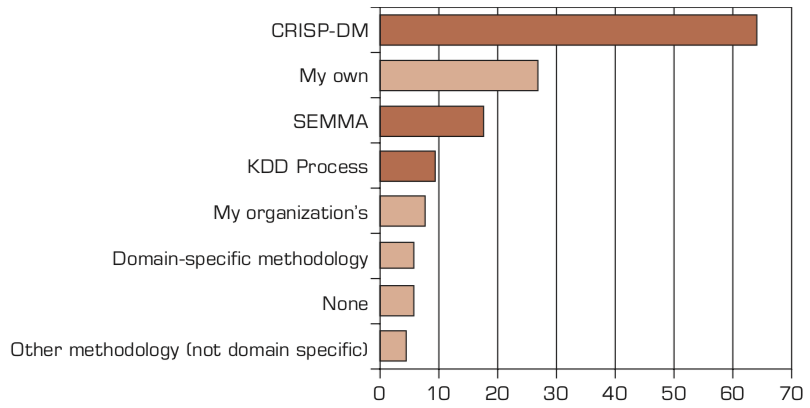 CRISP-DM
My own
SEMMA
KDD Process
My organization's
Domain-specific methodology
None
Other methodology (not domain specific)
0 10 20 30 40 50 60 70